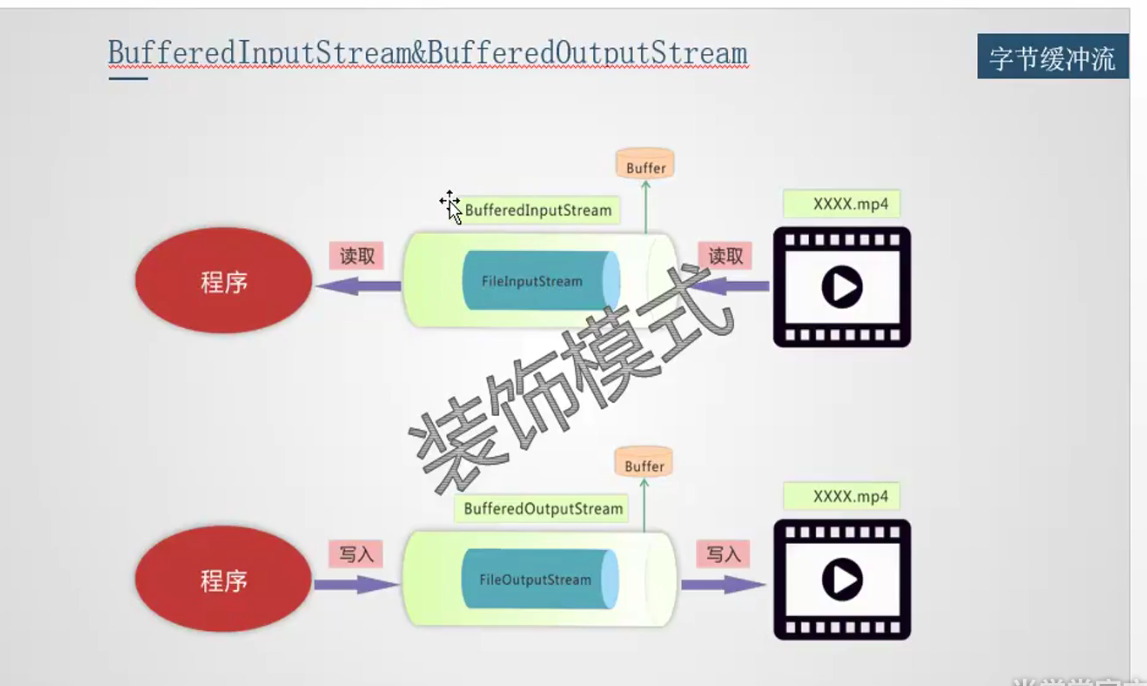 BufferedInputStream&BufferedOutputStream
字节缓冲流
Buffer
BufferedInputStream
XXXX.mp4
程序
读取
FileInputStream
读取
装饰模式
Buffer
BufferedOutputStream
XXXX.mp4
程序
写入
FileOutputStream
写入